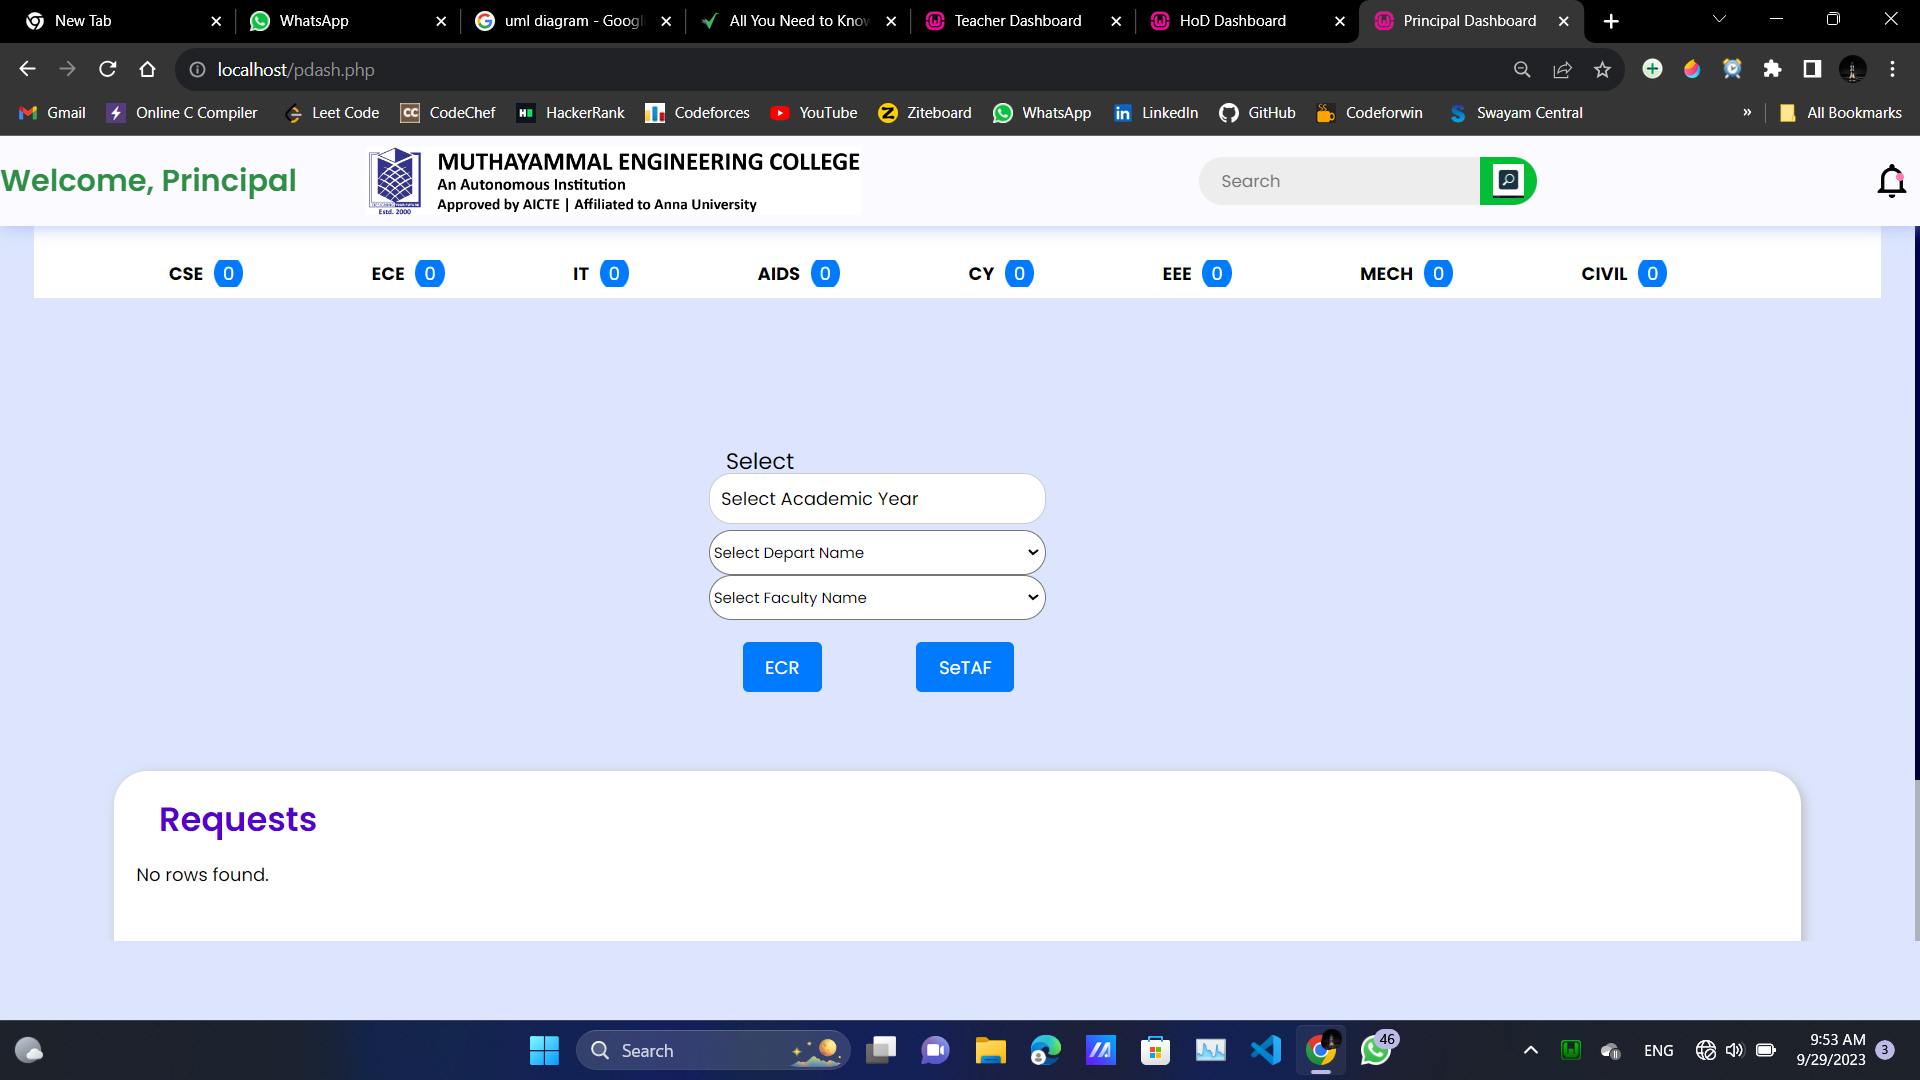 New Tab
WhatsApp
uml diagram - Googl
All You Need to Know
Teacher Dashboard
HoD Dashboard
Principal Dashboard
localhost/pdash.php
Gmail
Online C Compiler
Leet Code
CodeChef
HackerRank
Codeforces
YouTube
Ziteboard
WhatsApp
LinkedIn
GitHub
Codeforwin
Swayam Central
»
All Bookmarks
Welcome, Principal
MUTHAYAMMAL ENGINEERING COLLEGE
An Autonomous Institution
Approved by AICTE | Affiliated to Anna University
Estd. 2000
Search
CSE 0
ECE 0
IT 0
AIDS 0
CY 0
EEE 0
MECH 0
CIVIL 0
Select
Select Academic Year
Select Depart Name
Select Faculty Name
ECR
SeTAF
Requests
No rows found.
Search
46
ENG
9:53 AM
9/29/2023
3